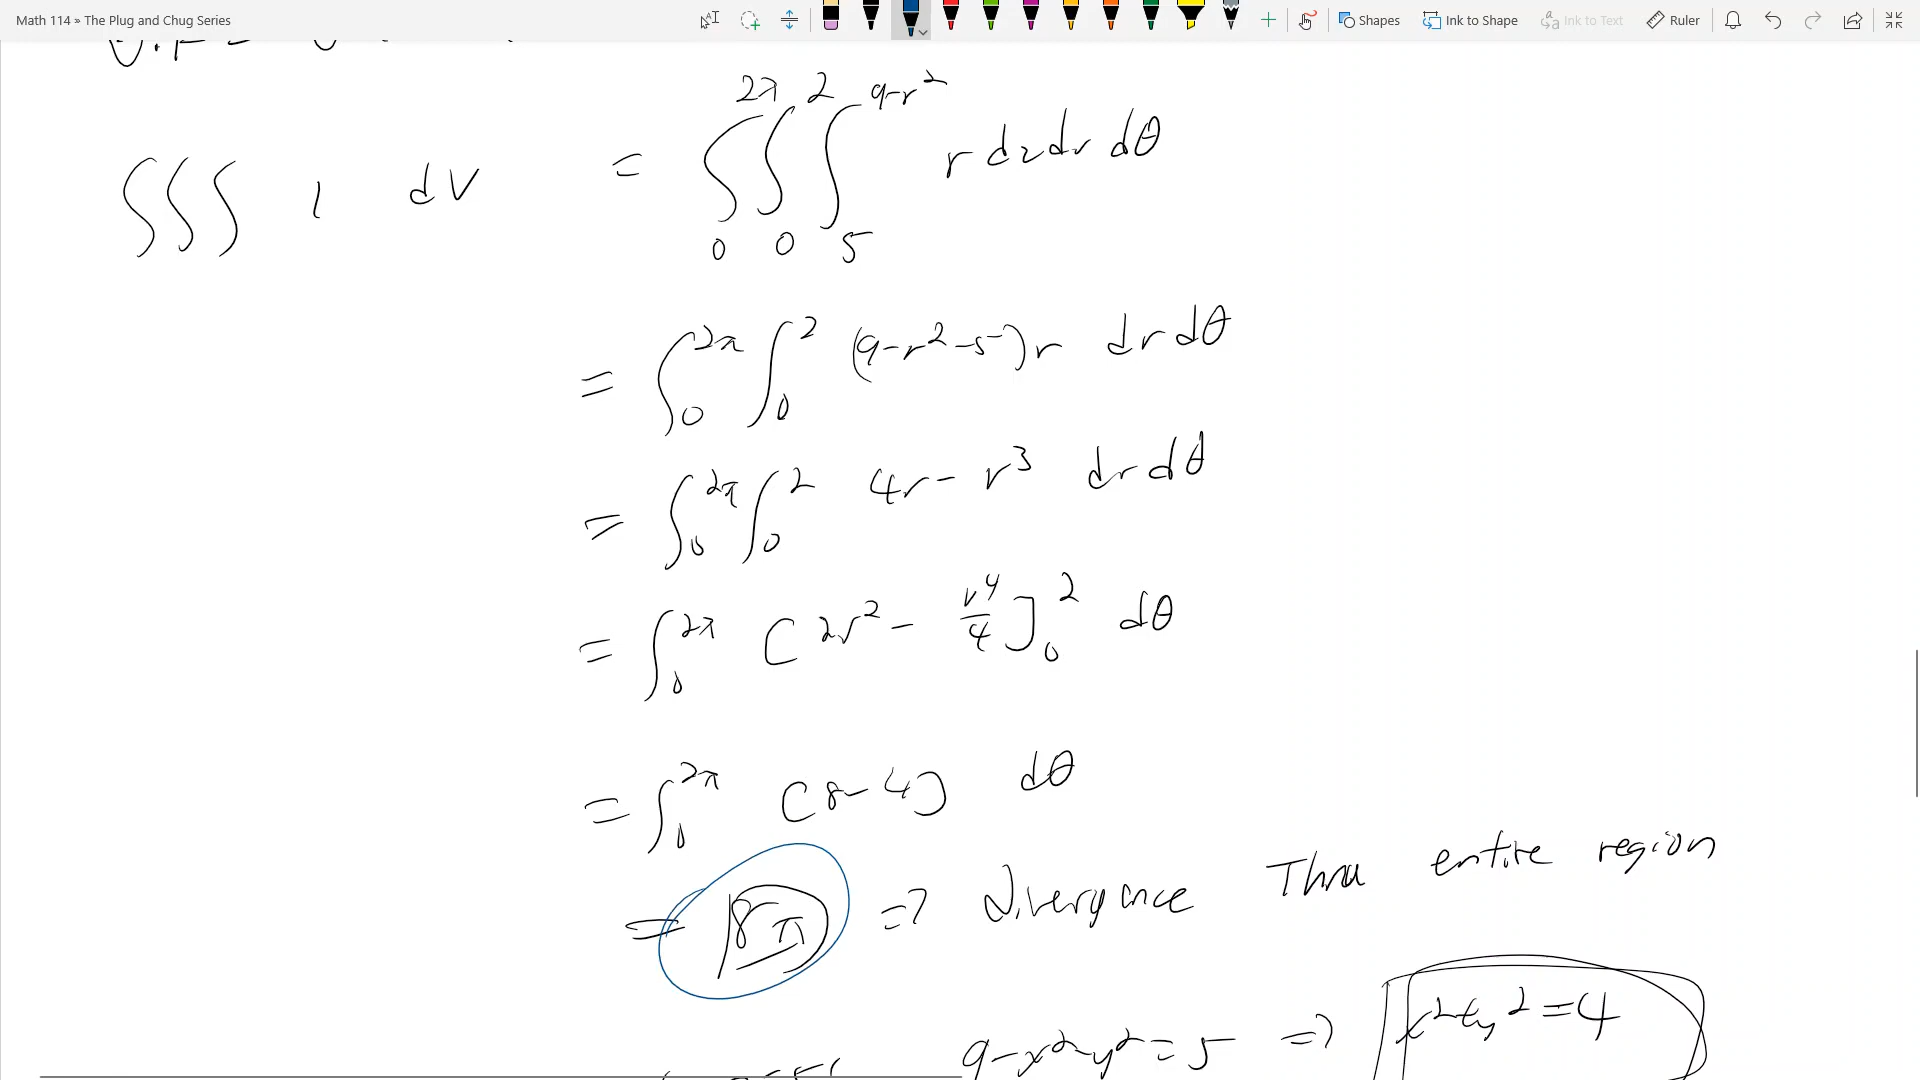 Math 114 » The Plug and Chug Series
Shapes Ink to Shape Ink to Text Ruler
∫∫∫ 1 dV = ∫₀^2π ∫₀^2 ∫₅^9-r² r dz dr dθ
= ∫₀^2π ∫₀^2 (9-r²-5)r dr dθ
= ∫₀^2π ∫₀^2 4r - r³ dr dθ
= ∫₀^2π [2r² - r⁴/4]₀^2 dθ
= ∫₀^2π [8-4] dθ
= 8π => Divergence Thru entire region
9-x²-y²=5 => x²+y²=4